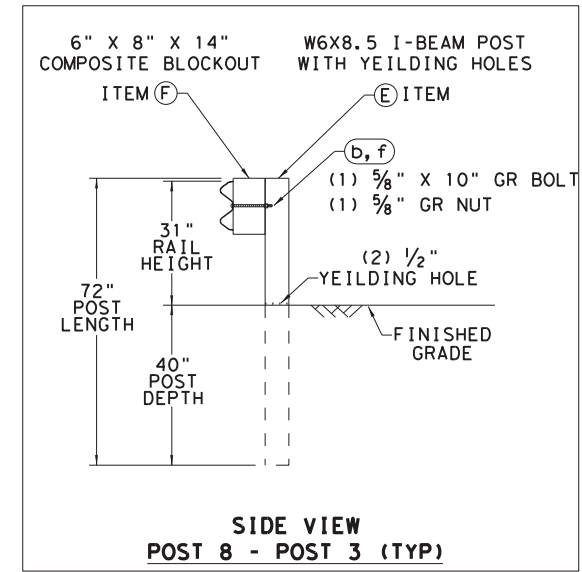 6" X 8" X 14"
COMPOSITE BLOCKOUT
ITEM F
W6X8.5 I-BEAM POST
WITH YEILDING HOLES
E ITEM
b, f
(1) 5/8" X 10" GR BOLT
(1) 5/8" GR NUT
31"
RAIL
HEIGHT
(2) 1/2"
YEILDING HOLE
72"
POST
LENGTH
FINISHED
GRADE
40"
POST
DEPTH
SIDE VIEW
POST 8 - POST 3 (TYP)